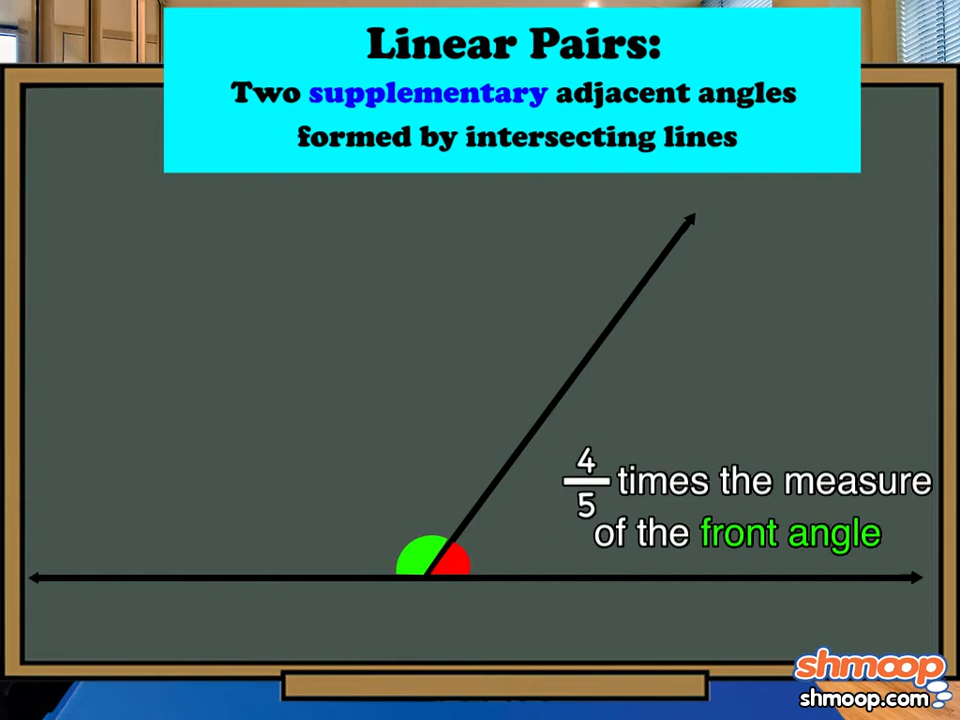 Linear Pairs:
Two supplementary adjacent angles
formed by intersecting lines
4/5 times the measure
of the front angle
shmoop
shmoop.com